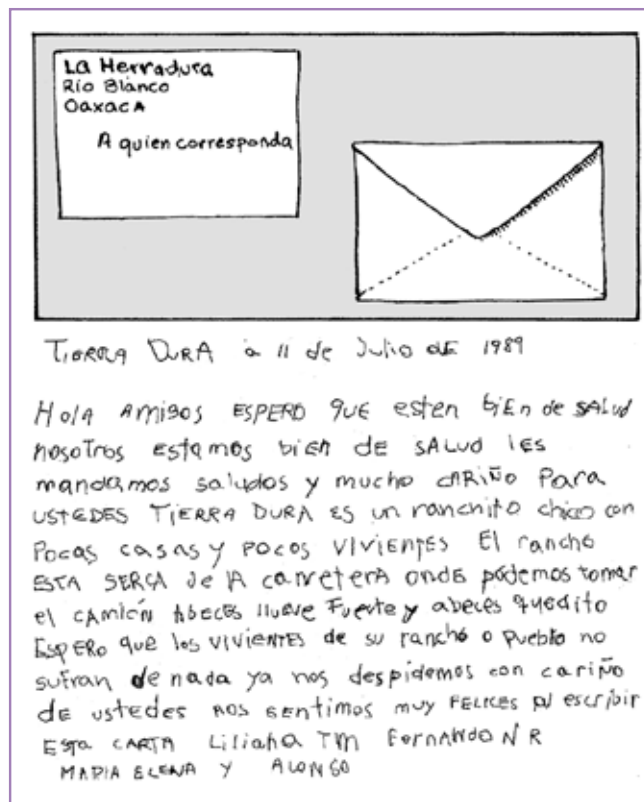 La Herradura
Río Blanco
Oaxaca
A quien corresponda
TIERRA DURA a 11 de Julio de 1989
Hola amigos ESPERO que esten bien de salud
nosotros estamos bien de salud les
mandamos saludos y mucho cariño Para
USTEDES TIERRA DURA es un ranchito chico con
Pocas casas y pocos vivientes El rancho
esta serca de la carretera onde podemos tomar
el camión abeces llueve fuerte y abeces quedito
Espero que los vivientes de su rancho o pueblo no
sufran de nada ya nos despidemos con cariño
de ustedes nos sentimos muy felices al escribir
Esta carta Liliana TM Fernando N R
MARIA ELENA Y ALONSO